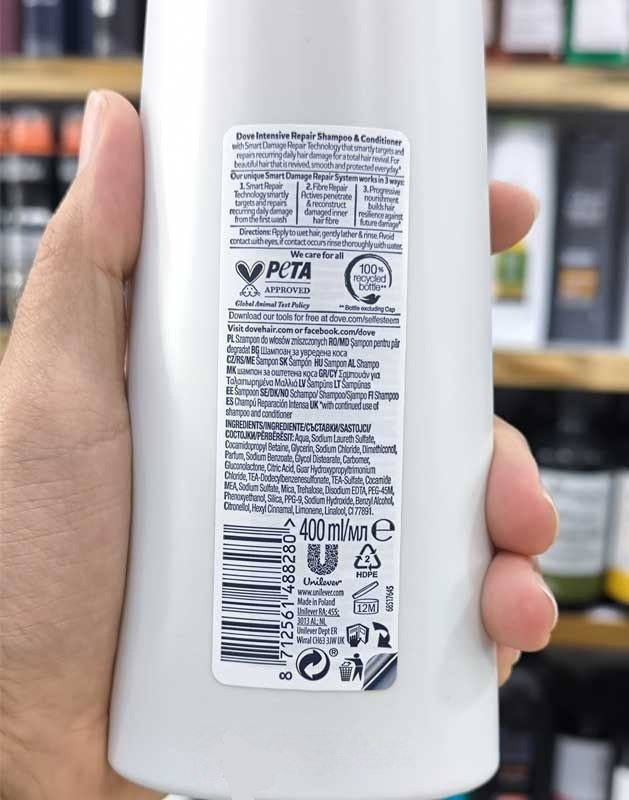 Dove Intensive Repair Shampoo & Conditioner
with Smart Damage Repair Technology that smartly targets and
repairs recurring daily hair damage for a total hair revival. For
beautiful hair that is revived, smooth and protected everyday.*
Our unique Smart Damage Repair System works in 3 ways:
1. Smart Repair
Technology smartly
targets and repairs
recurring daily damage
from the first wash
2. Fibre Repair
Actives penetrate
& reconstruct
damaged inner
hair fibre
3. Progressive
nourishment
builds hair
resilience against
future damage*
Directions: Apply to wet hair, gently lather & rinse. Avoid
contact with eyes, if contact occurs rinse thoroughly with water.
We care for all
PETA
APPROVED
Global Animal Test Policy
100%
recycled
bottle**
** Bottle excluding Cap
Download our tools for free at dove.com/selfesteem
Visit dovehair.com or facebook.com/dove
PL Szampon do włosów zniszczonych RO/MD Șampon pentru păr
degradat BG Шампоан за увредена коса
CZ/RS/ME Šampon SK Šampón HU Sampon AL Shampo
MK шампон за оштетена коса GR/CY Σαμπουάν για
Ταλαιπωρημένα Μαλλιά LV Šampūns LT Šampūnas
EE Šampoon SE/DK/NO Schampo/ Shampoo/Sjampo FI Shampoo
ES Champú Reparación Intensa UK *with continued use of
shampoo and conditioner
INGREDIENTS/INGREDIENTE/СЪСТАВКИ/SASTOJCI/
СОСТОЈКИ/PËRBËRËSIT: Aqua, Sodium Laureth Sulfate,
Cocamidopropyl Betaine, Glycerin, Sodium Chloride, Dimethiconol,
Parfum, Sodium Benzoate, Glycol Distearate, Carbomer,
Gluconolactone, Citric Acid, Guar Hydroxypropyltrimonium
Chloride, TEA-Dodecylbenzenesulfonate, TEA-Sulfate, Cocamide
MEA, Sodium Sulfate, Mica, Trehalose, Disodium EDTA, PEG-45M,
Phenoxyethanol, Silica, PPG-9, Sodium Hydroxide, Benzyl Alcohol,
Citronellol, Hexyl Cinnamal, Limonene, Linalool, CI 77891.
8 712561 488280 >
400 ml/мл e
Unilever
www.unilever.com
Made in Poland
Unilever RA; 455;
3013 AL; NL
Unilever Dept ER
Wirral CH63 3JW UK
2
HDPE
12M
68517645
®